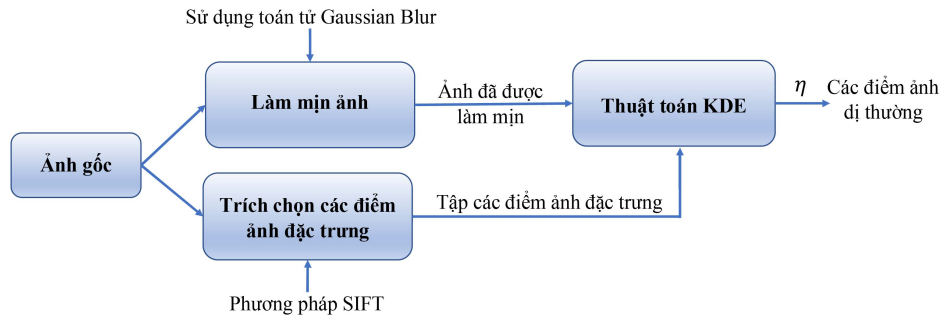 Sử dụng toán tử Gaussian Blur
Làm mịn ảnh
Ảnh đã được
làm mịn
Thuật toán KDE
η
Các điểm ảnh
dị thường
Ảnh gốc
Trích chọn các điểm
ảnh đặc trưng
Tập các điểm ảnh đặc trưng
Phương pháp SIFT